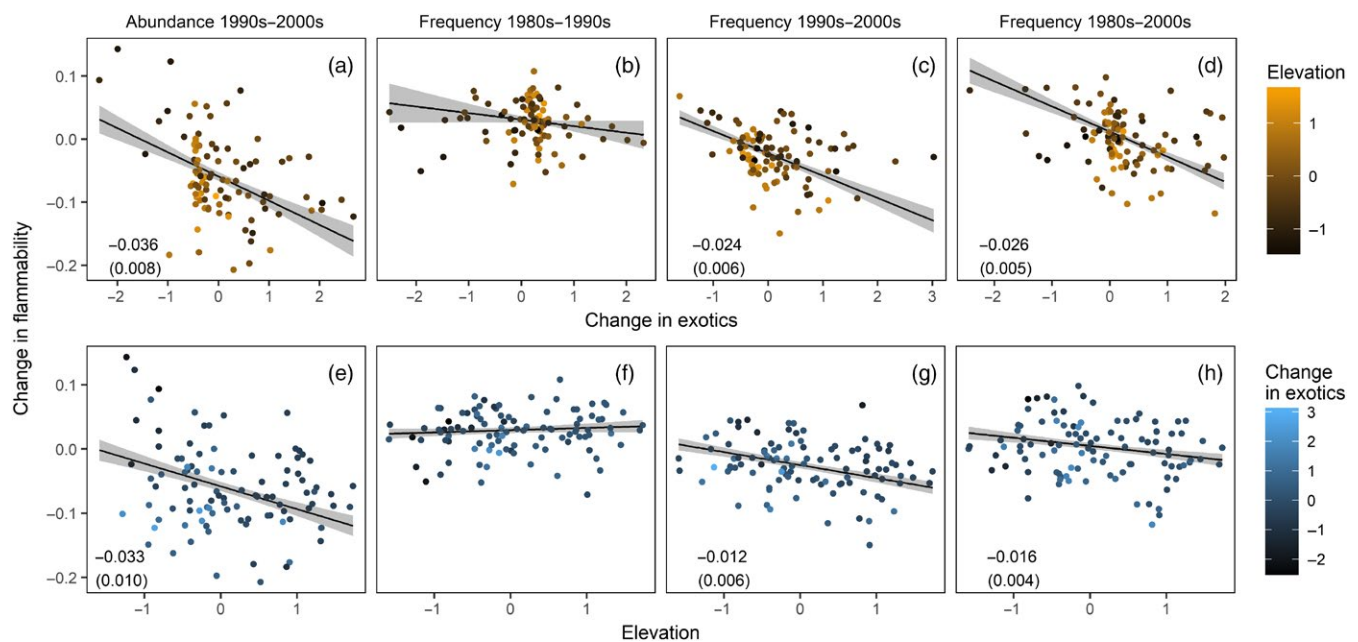 Abundance 1990s–2000s
Frequency 1980s–1990s
Frequency 1990s–2000s
Frequency 1980s–2000s
Change in flammability
0.1
0.0
−0.1
−0.2
(a)
−0.036
(0.008)
−2 −1 0 1 2
(b)
−2 −1 0 1 2
(c)
−0.024
(0.006)
−1 0 1 2 3
(d)
−0.026
(0.005)
−2 −1 0 1 2
Change in exotics
Elevation
1
0
−1
0.1
0.0
−0.1
−0.2
(e)
−0.033
(0.010)
−1 0 1
(f)
−1 0 1
(g)
−0.012
(0.006)
−1 0 1
(h)
−0.016
(0.004)
−1 0 1
Elevation
Change
in exotics
3
2
1
0
−1
−2